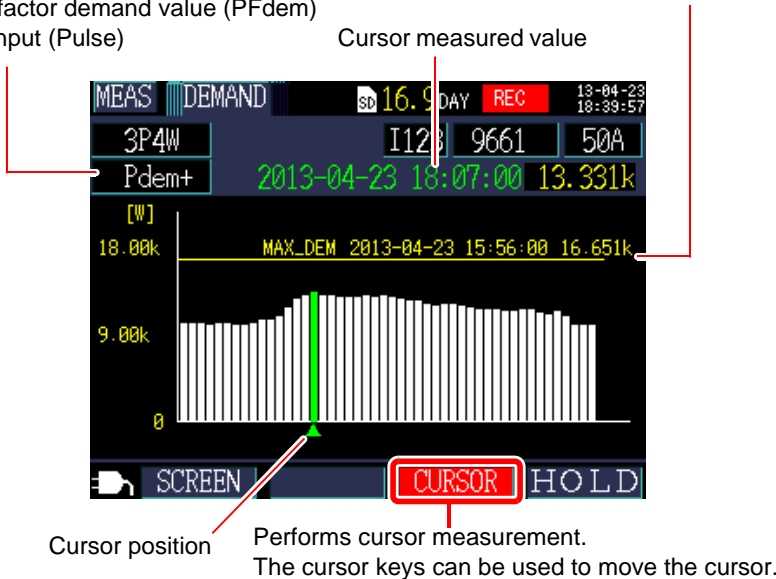 factor demand value (PFdem)
nput (Pulse)
Cursor measured value
MEAS DEMAND SD 16.9DAY REC 13-04-23
18:39:57
3P4W I123 9661 50A
Pdem+ 2013-04-23 18:07:00 13.331k
[W]
18.00k MAX_DEM 2013-04-23 15:56:00 16.651k
9.00k
0
SCREEN CURSOR HOLD
Cursor position
Performs cursor measurement.
The cursor keys can be used to move the cursor.